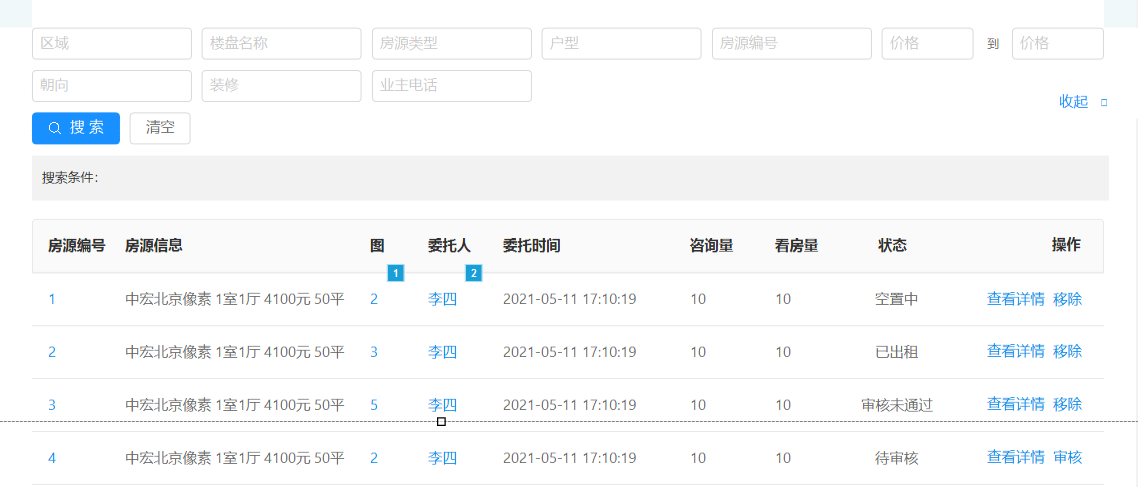 区域 楼盘名称 房源类型 户型 房源编号 价格 到 价格
朝向 装修 业主电话
收起
搜 索 清空
搜索条件:
房源编号 房源信息 图 委托人 委托时间 咨询量 看房量 状态 操作
1 2
1 中宏北京像素 1室1厅 4100元 50平 2 李四 2021-05-11 17:10:19 10 10 空置中 查看详情 移除
2 中宏北京像素 1室1厅 4100元 50平 3 李四 2021-05-11 17:10:19 10 10 已出租 查看详情 移除
3 中宏北京像素 1室1厅 4100元 50平 5 李四 2021-05-11 17:10:19 10 10 审核未通过 查看详情 移除
4 中宏北京像素 1室1厅 4100元 50平 2 李四 2021-05-11 17:10:19 10 10 待审核 查看详情 审核